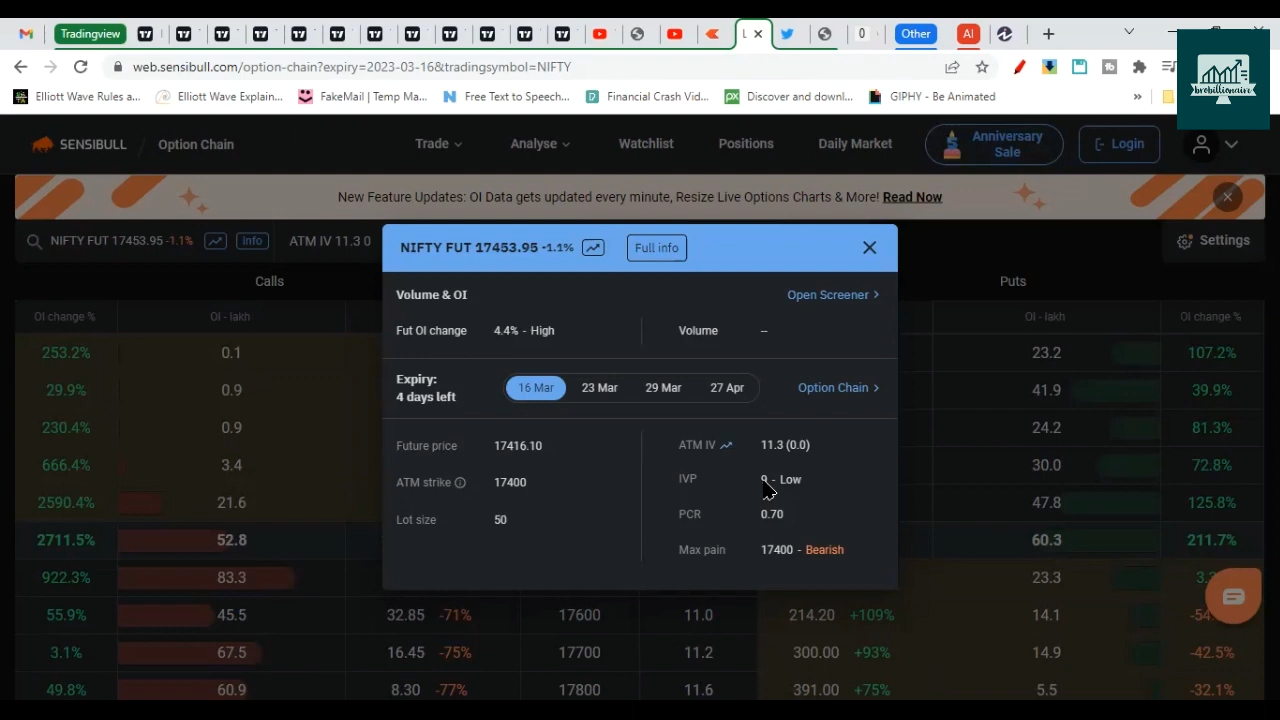 Tradingview
Other
AI
web.sensibull.com/option-chain?expiry=2023-03-16&tradingsymbol=NIFTY
Elliott Wave Rules a...
Elliott Wave Explain...
FakeMail | Temp Ma...
Free Text to Speech...
Financial Crash Vid...
Discover and downl...
GIPHY - Be Animated
brobillionaire
SENSIBULL / Option Chain
Trade
Analyse
Watchlist
Positions
Daily Market
Anniversary
Sale
Login
New Feature Updates: OI Data gets updated every minute, Resize Live Options Charts & More! Read Now
NIFTY FUT 17453.95 -1.1% Info ATM IV 11.3 0
Settings
NIFTY FUT 17453.95 -1.1% Full info
Volume & OI
Open Screener
Fut OI change 4.4% - High
Volume --
Expiry:
4 days left
16 Mar 23 Mar 29 Mar 27 Apr
Option Chain
Future price 17416.10
ATM IV 11.3 (0.0)
ATM strike 17400
IVP - Low
Lot size 50
PCR 0.70
Max pain 17400 - Bearish
Calls Puts
OI change % OI - lakh OI - lakh OI change %
253.2% 0.1 23.2 107.2%
29.9% 0.9 41.9 39.9%
230.4% 0.9 24.2 81.3%
666.4% 3.4 30.0 72.8%
2590.4% 21.6 47.8 125.8%
2711.5% 52.8 60.3 211.7%
922.3% 83.3 23.3
55.9% 45.5 32.85 -71% 17600 11.0 214.20 +109% 14.1
3.1% 67.5 16.45 -75% 17700 11.2 300.00 +93% 14.9 -42.5%
49.8% 60.9 8.30 -77% 17800 11.6 391.00 +75% 5.5 -32.1%